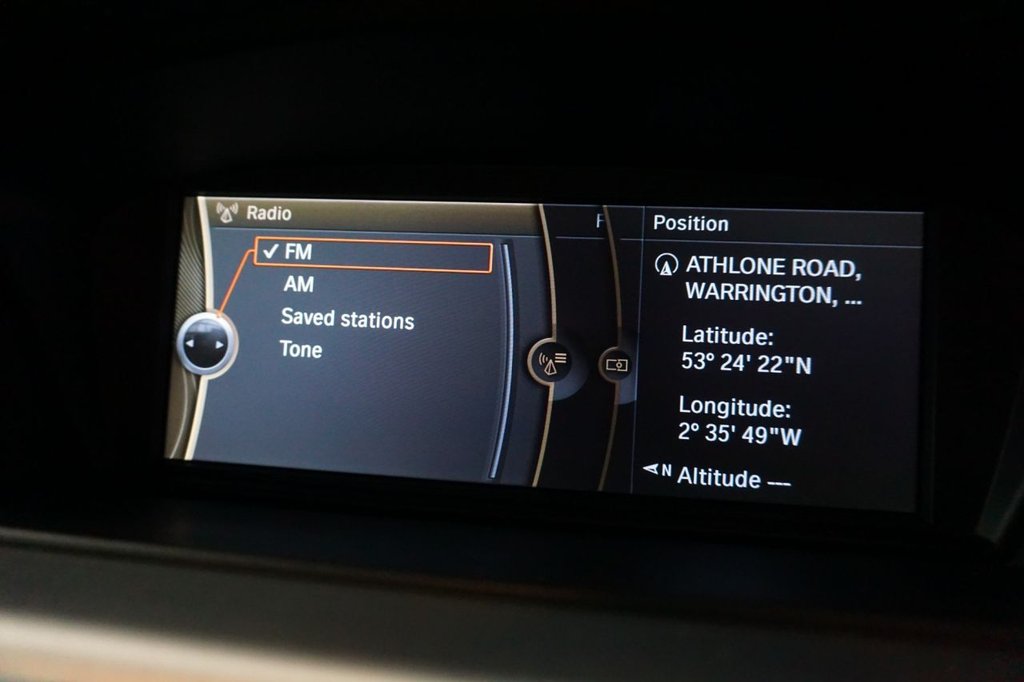 Radio
FM
AM
Saved stations
Tone
F
Position
ATHLONE ROAD,
WARRINGTON, ...
Latitude:
53° 24' 22"N
Longitude:
2° 35' 49"W
N
Altitude ---